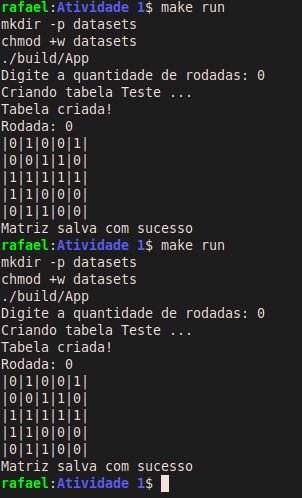 rafael:Atividade 1$ make run
mkdir -p datasets
chmod +w datasets
./build/App
Digite a quantidade de rodadas: 0
Criando tabela Teste ...
Tabela criada!
Rodada: 0
|0|1|0|0|1|
|0|0|1|1|0|
|1|1|1|1|1|
|1|1|0|0|0|
|0|1|1|0|0|
Matriz salva com sucesso
rafael:Atividade 1$ make run
mkdir -p datasets
chmod +w datasets
./build/App
Digite a quantidade de rodadas: 0
Criando tabela Teste ...
Tabela criada!
Rodada: 0
|0|1|0|0|1|
|0|0|1|1|0|
|1|1|1|1|1|
|1|1|0|0|0|
|0|1|1|0|0|
Matriz salva com sucesso
rafael:Atividade 1$